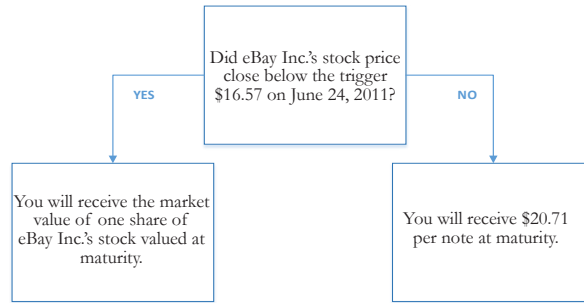 Did eBay Inc.'s stock price
close below the trigger
$16.57 on June 24, 2011?
YES
NO
You will receive the market
value of one share of
eBay Inc.'s stock valued at
maturity.
You will receive $20.71
per note at maturity.